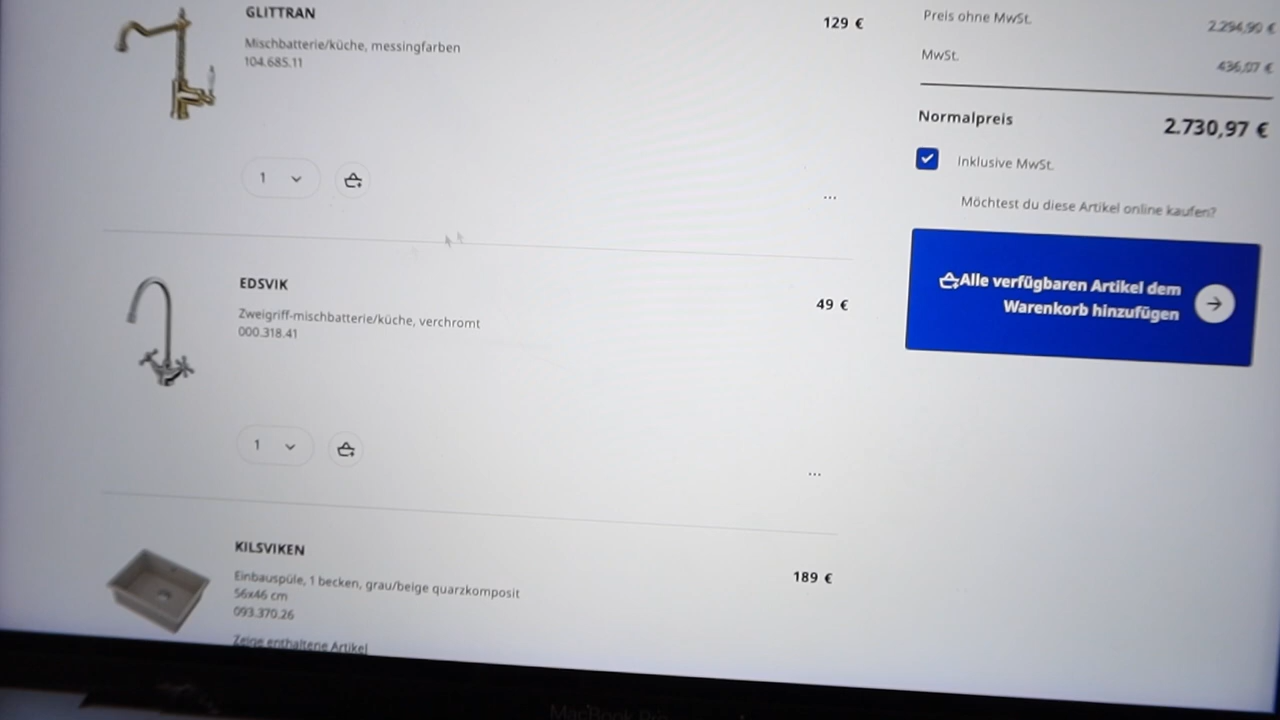 GLITTRAN
129 €
Mischbatterie/küche, messingfarben
104.685.11
1
...
EDSVIK
49 €
Zweigriff-mischbatterie/küche, verchromt
000.318.41
1
...
KILSVIKEN
189 €
Einbauspüle, 1 becken, grau/beige quarzkomposit
56x46 cm
093.370.26
Zeige enthaltene Artikel
Preis ohne MwSt.
2.294,90 €
MwSt.
436,07 €
Normalpreis
2.730,97 €
Inklusive MwSt.
Möchtest du diese Artikel online kaufen?
Alle verfügbaren Artikel dem
Warenkorb hinzufügen
MacBook Pro